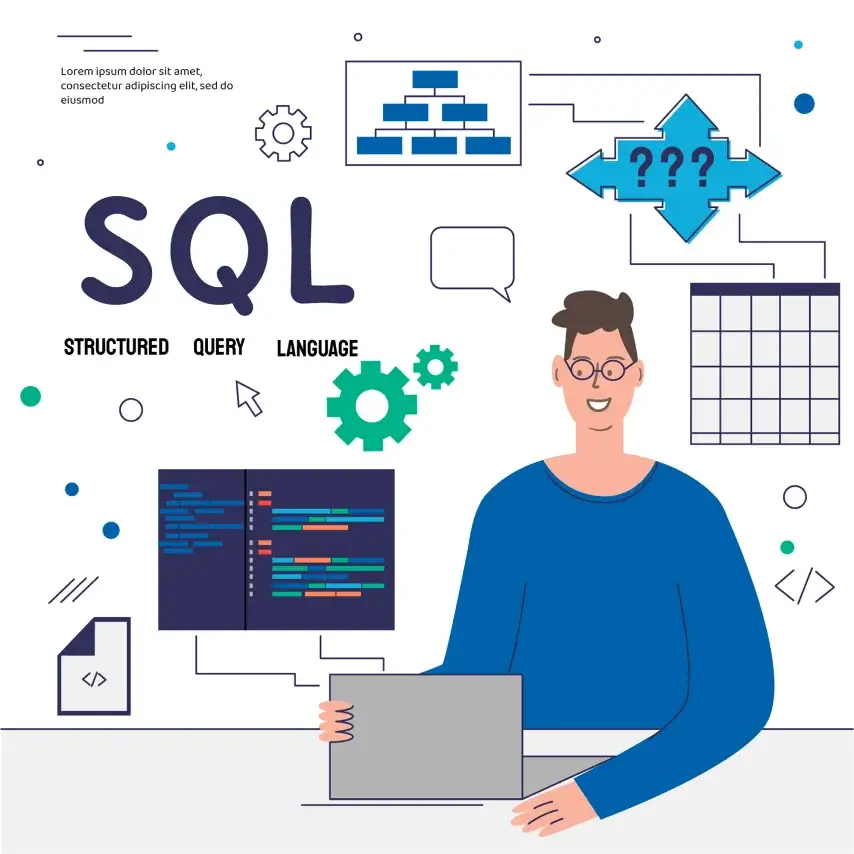 Lorem ipsum dolor sit amet,
consectetur adipiscing elit, sed do
eiusmod
???
SQL
STRUCTURED QUERY LANGUAGE
</>
</>